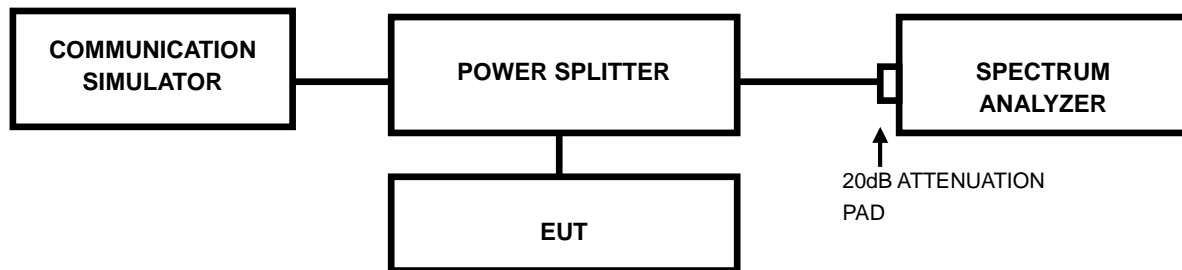 COMMUNICATION
SIMULATOR
POWER SPLITTER
SPECTRUM
ANALYZER
20dB ATTENUATION
PAD
EUT